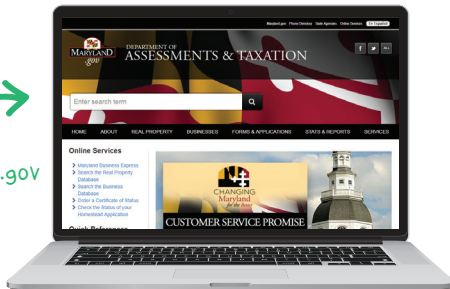 Maryland.gov Phone Directory State Agencies Online Services En Español
MARYLAND
.gov
DEPARTMENT OF
ASSESSMENTS & TAXATION
Enter search term
HOME ABOUT REAL PROPERTY BUSINESSES FORMS & APPLICATIONS STATS & REPORTS SERVICES
.gov
Online Services
Maryland Business Express
Search the Real Property
Database
Search the Business
Database
Order a Certificate of Status
Check the Status of your
Homestead Application
Quick References
CHANGING
Maryland
for the Better
CUSTOMER SERVICE PROMISE